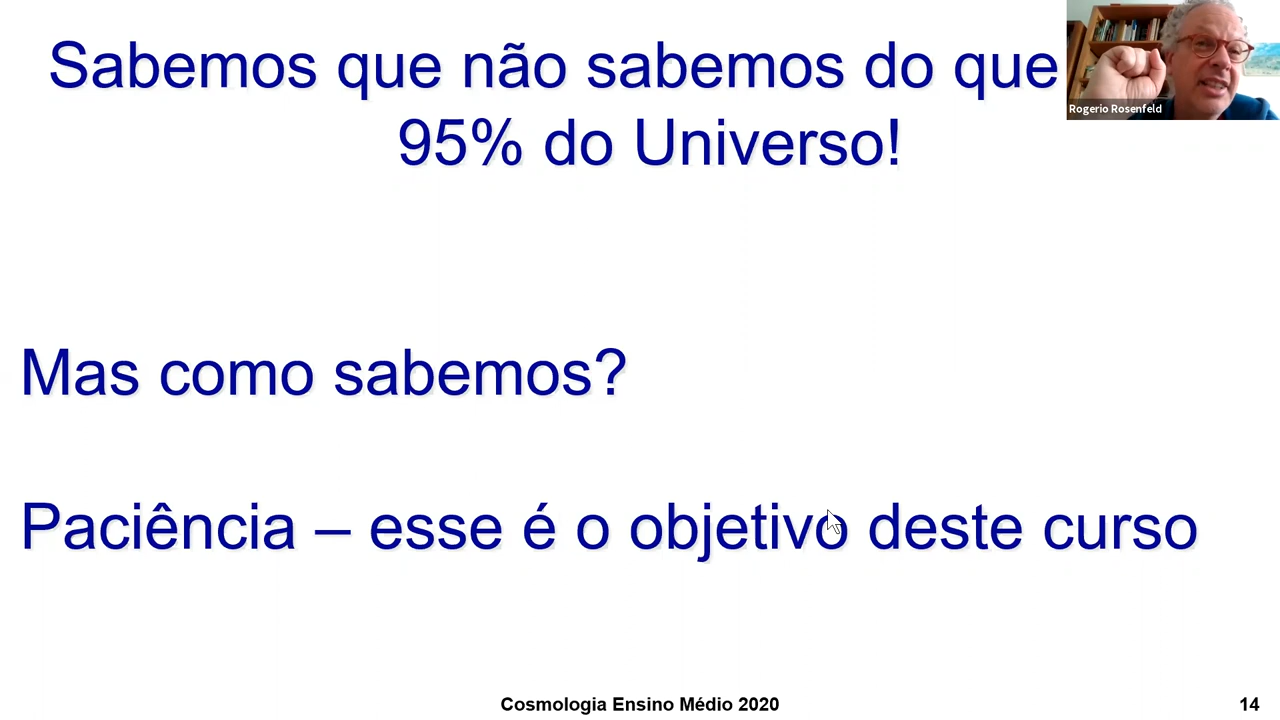 Sabemos que não sabemos do que
95% do Universo!
Rogerio Rosenfeld
Mas como sabemos?
Paciência – esse é o objetivo deste curso
Cosmologia Ensino Médio 2020
14